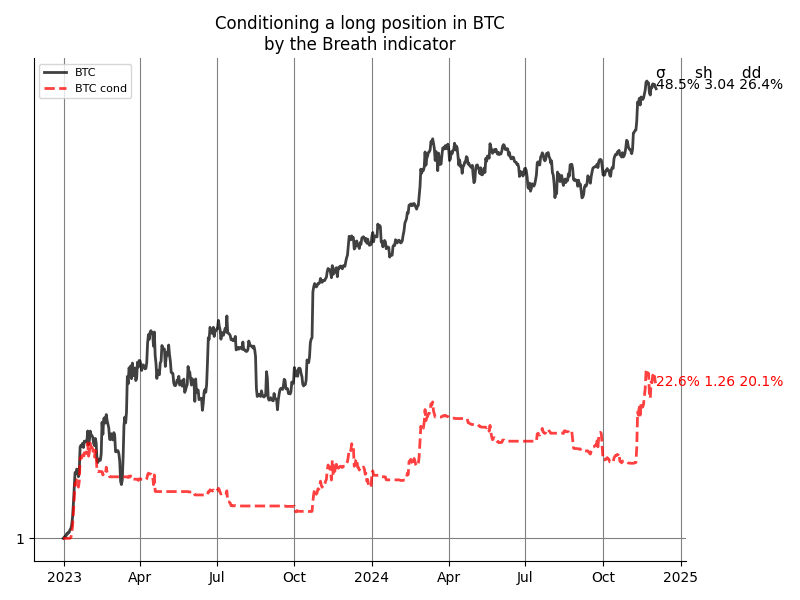 Conditioning a long position in BTC
by the Breath indicator
BTC
BTC cond
σ sh dd
48.5% 3.04 26.4%
22.6% 1.26 20.1%
1
2023 Apr Jul Oct 2024 Apr Jul Oct 2025